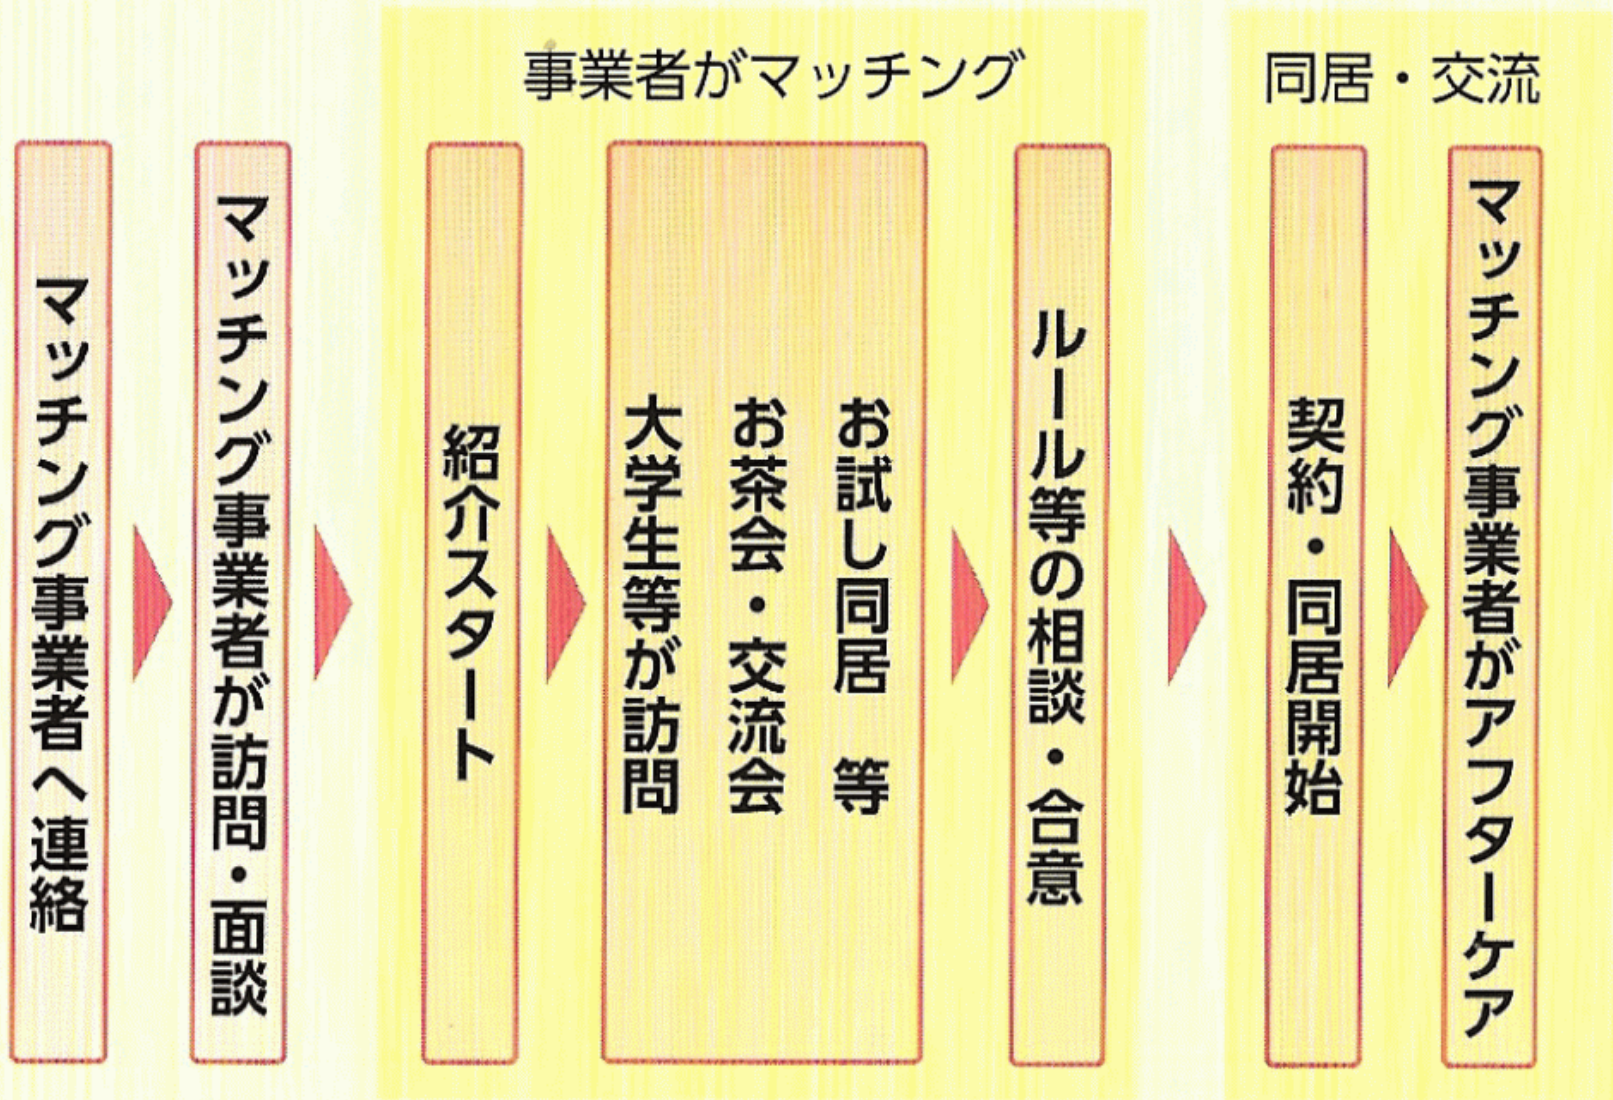 マッチング事業者へ連絡
マッチング事業者が訪問・面談
事業者がマッチング
紹介スタート
大学生等が訪問
お茶会・交流会
お試し同居　等
ルール等の相談・合意
同居・交流
契約・同居開始
マッチング事業者がアフターケア